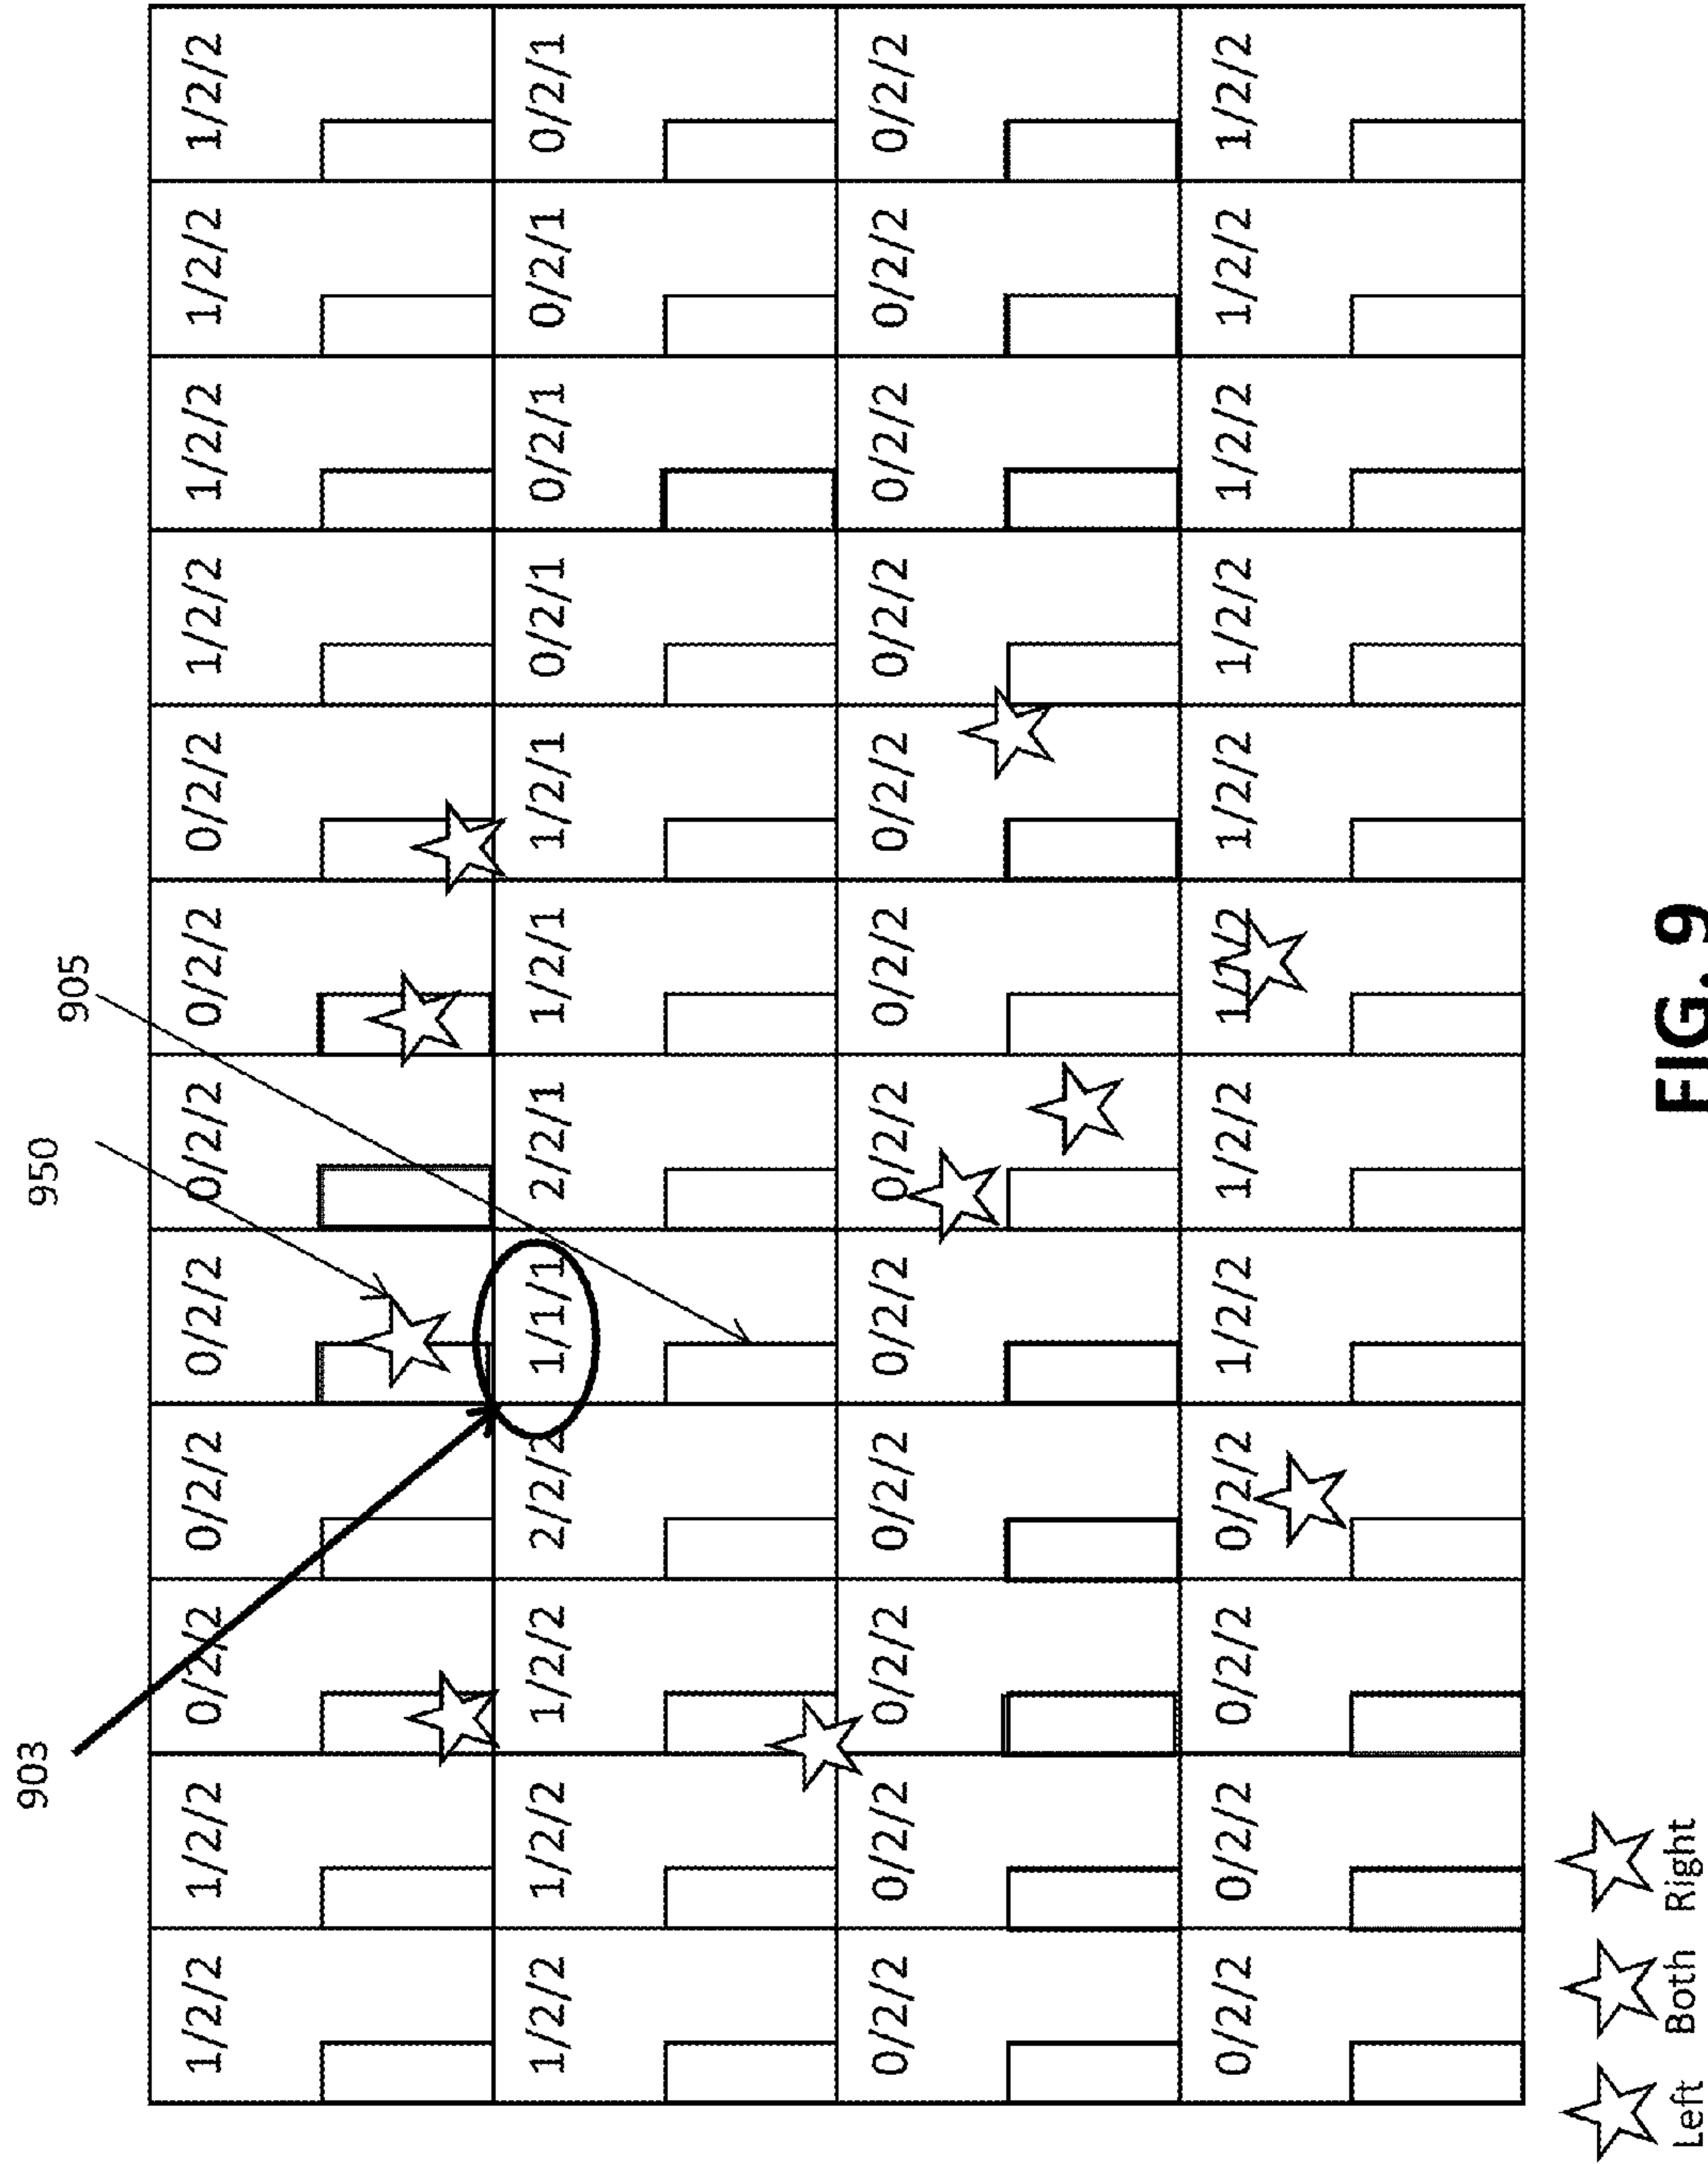 903 950 905
1/2/2 1/2/2 0/2/2 0/2/2 0/2/2 0/2/2 0/2/2 0/2/2 1/2/2 1/2/2 1/2/2 1/2/2
1/2/2 1/2/2 1/2/2 2/2/2 1/1/1 2/2/1 1/2/1 1/2/1 0/2/1 0/2/1 0/2/1 0/2/1
0/2/2 0/2/2 0/2/2 0/2/2 0/2/2 0/2/2 0/2/2 0/2/2 0/2/2 0/2/2 0/2/2 0/2/2
0/2/2 0/2/2 0/2/2 0/2/2 1/2/2 1/2/2 1/2/2 1/2/2 1/2/2 1/2/2 1/2/2
Left Both Right
FIG. 9